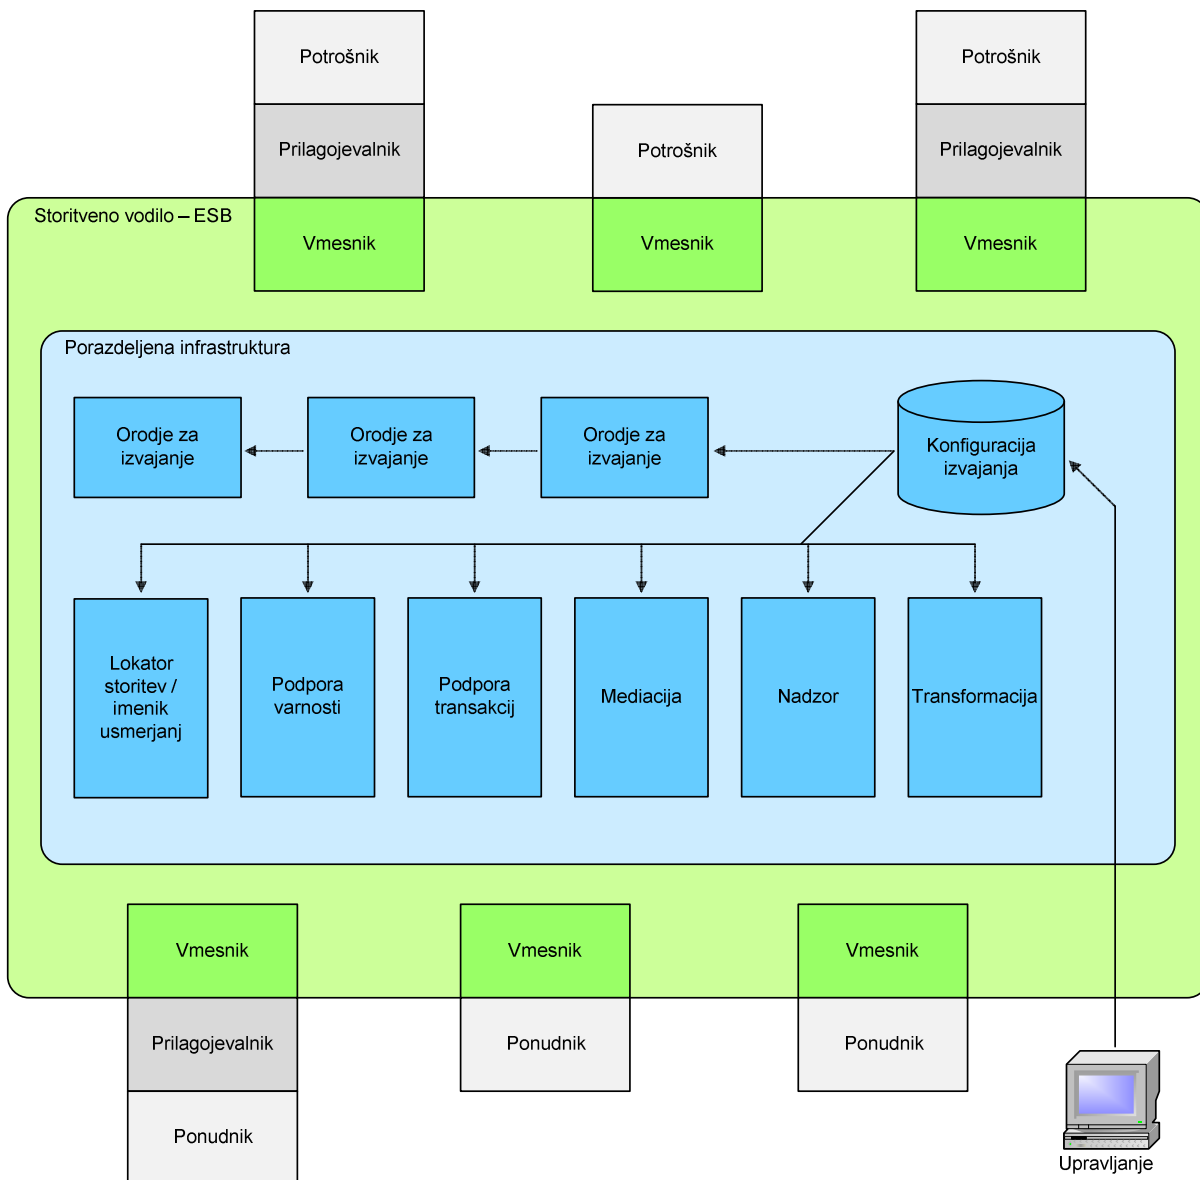 Potrošnik
Potrošnik
Prilagojevalnik
Potrošnik
Prilagojevalnik
Storitveno vodilo – ESB
Vmesnik
Vmesnik
Vmesnik
Porazdeljena infrastruktura
Orodje za
izvajanje
Orodje za
izvajanje
Orodje za
izvajanje
Konfiguracija
izvajanja
Lokator
storitev /
imenik
usmerjanj
Podpora
varnosti
Podpora
transakcij
Mediacija
Nadzor
Transformacija
Vmesnik
Vmesnik
Vmesnik
Prilagojevalnik
Ponudnik
Ponudnik
Ponudnik
Upravljanje